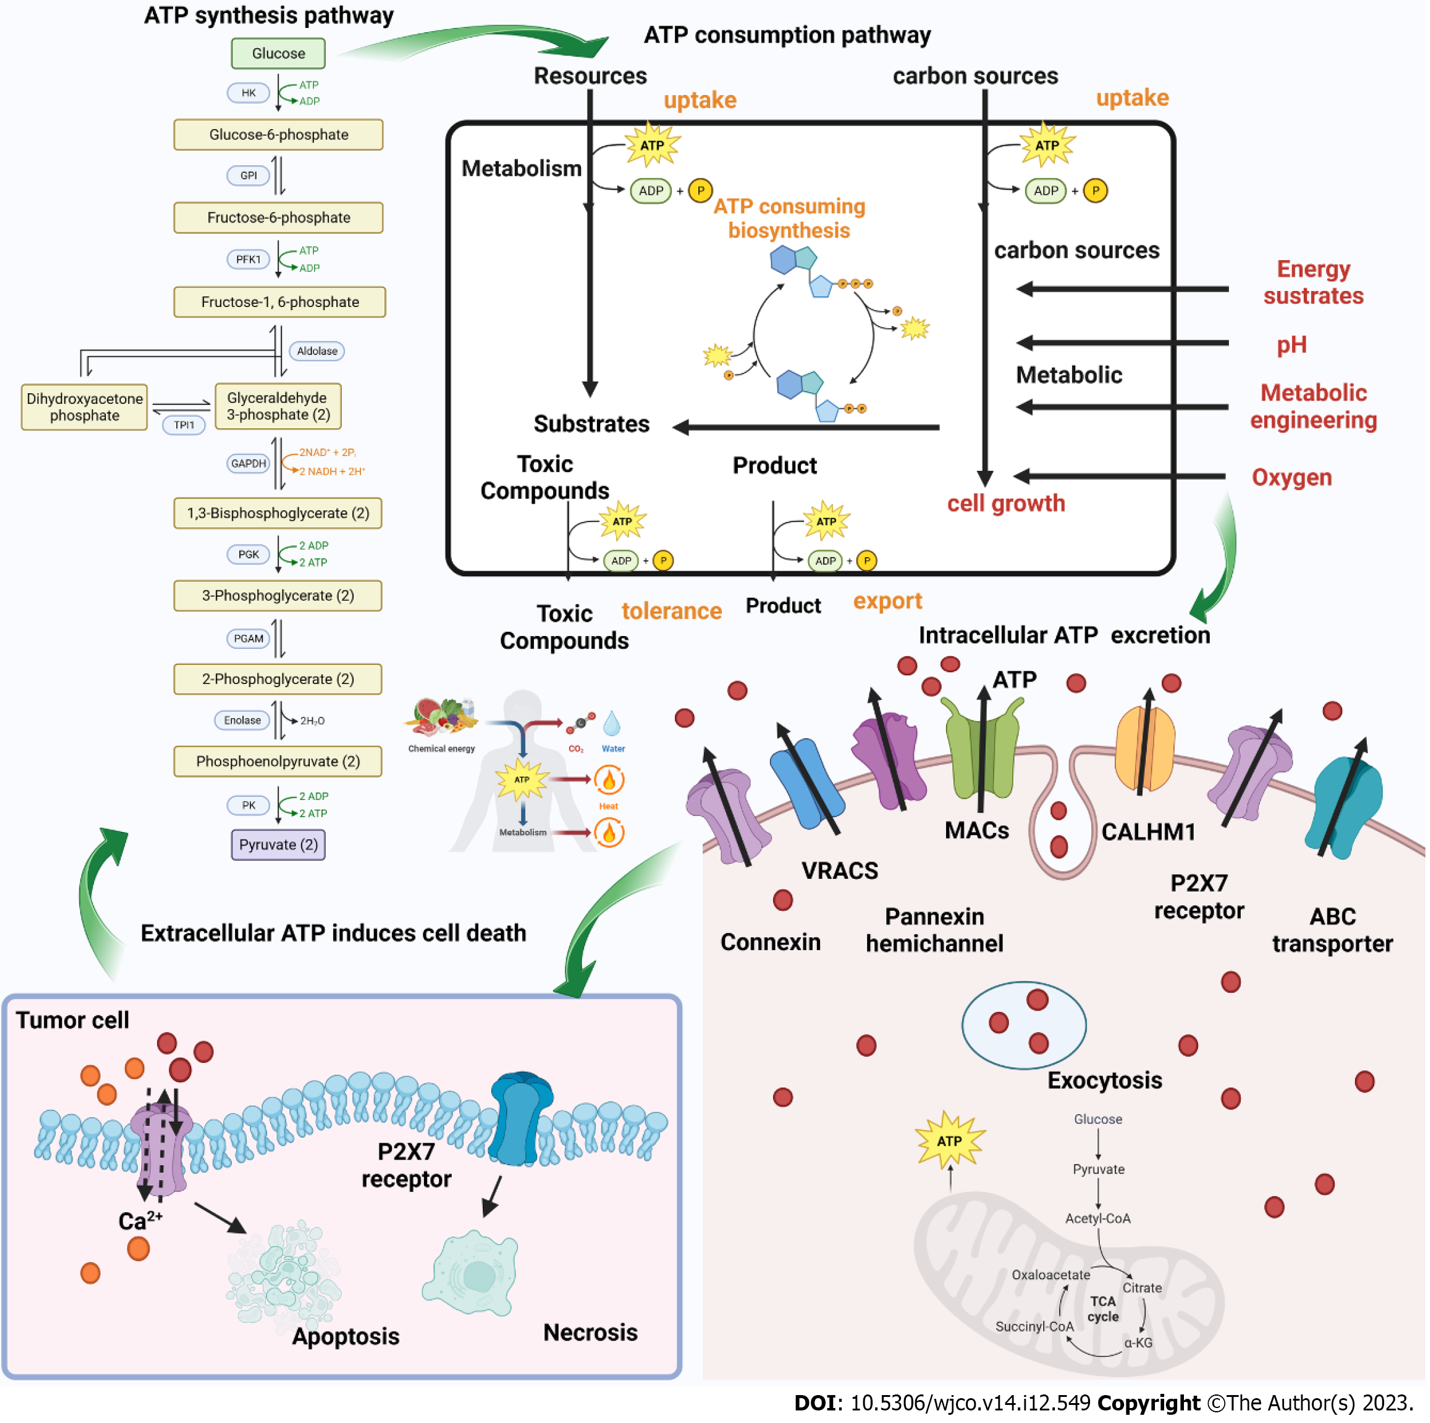 ATP synthesis pathway
Glucose
HK
ATP
ADP
Glucose-6-phosphate
GPI
Fructose-6-phosphate
PFK1
ATP
ADP
Fructose-1, 6-phosphate
Aldolase
Dihydroxyacetone
phosphate
TPI1
Glyceraldehyde
3-phosphate (2)
GAPDH
2NAD⁺ + 2Pᵢ
2 NADH + 2H⁺
1,3-Bisphosphoglycerate (2)
PGK
2 ADP
2 ATP
3-Phosphoglycerate (2)
PGAM
2-Phosphoglycerate (2)
Enolase
2H₂O
Phosphoenolpyruvate (2)
PK
2 ADP
2 ATP
Pyruvate (2)
ATP consumption pathway
Resources
uptake
carbon sources
uptake
Metabolism
ATP
ADP + P
ATP
ADP + P
ATP consuming
biosynthesis
P P P
P
P
P P
carbon sources
Metabolic
Energy
sustrates
pH
Metabolic
engineering
Oxygen
Substrates
Toxic
Compounds
Product
cell growth
ATP
ADP + P
ATP
ADP + P
Toxic
Compounds
tolerance
Product
export
Chemical energy
CO₂
Water
ATP
Heat
Metabolism
Intracellular ATP excretion
ATP
MACs
CALHM1
VRACS
P2X7
receptor
Connexin
Pannexin
hemichannel
ABC
transporter
Exocytosis
ATP
Glucose
Pyruvate
Acetyl-CoA
Oxaloacetate
Citrate
TCA
cycle
Succinyl-CoA
α-KG
Extracellular ATP induces cell death
Tumor cell
P2X7
receptor
Ca²⁺
Apoptosis
Necrosis
DOI: 10.5306/wjco.v14.i12.549 Copyright ©The Author(s) 2023.